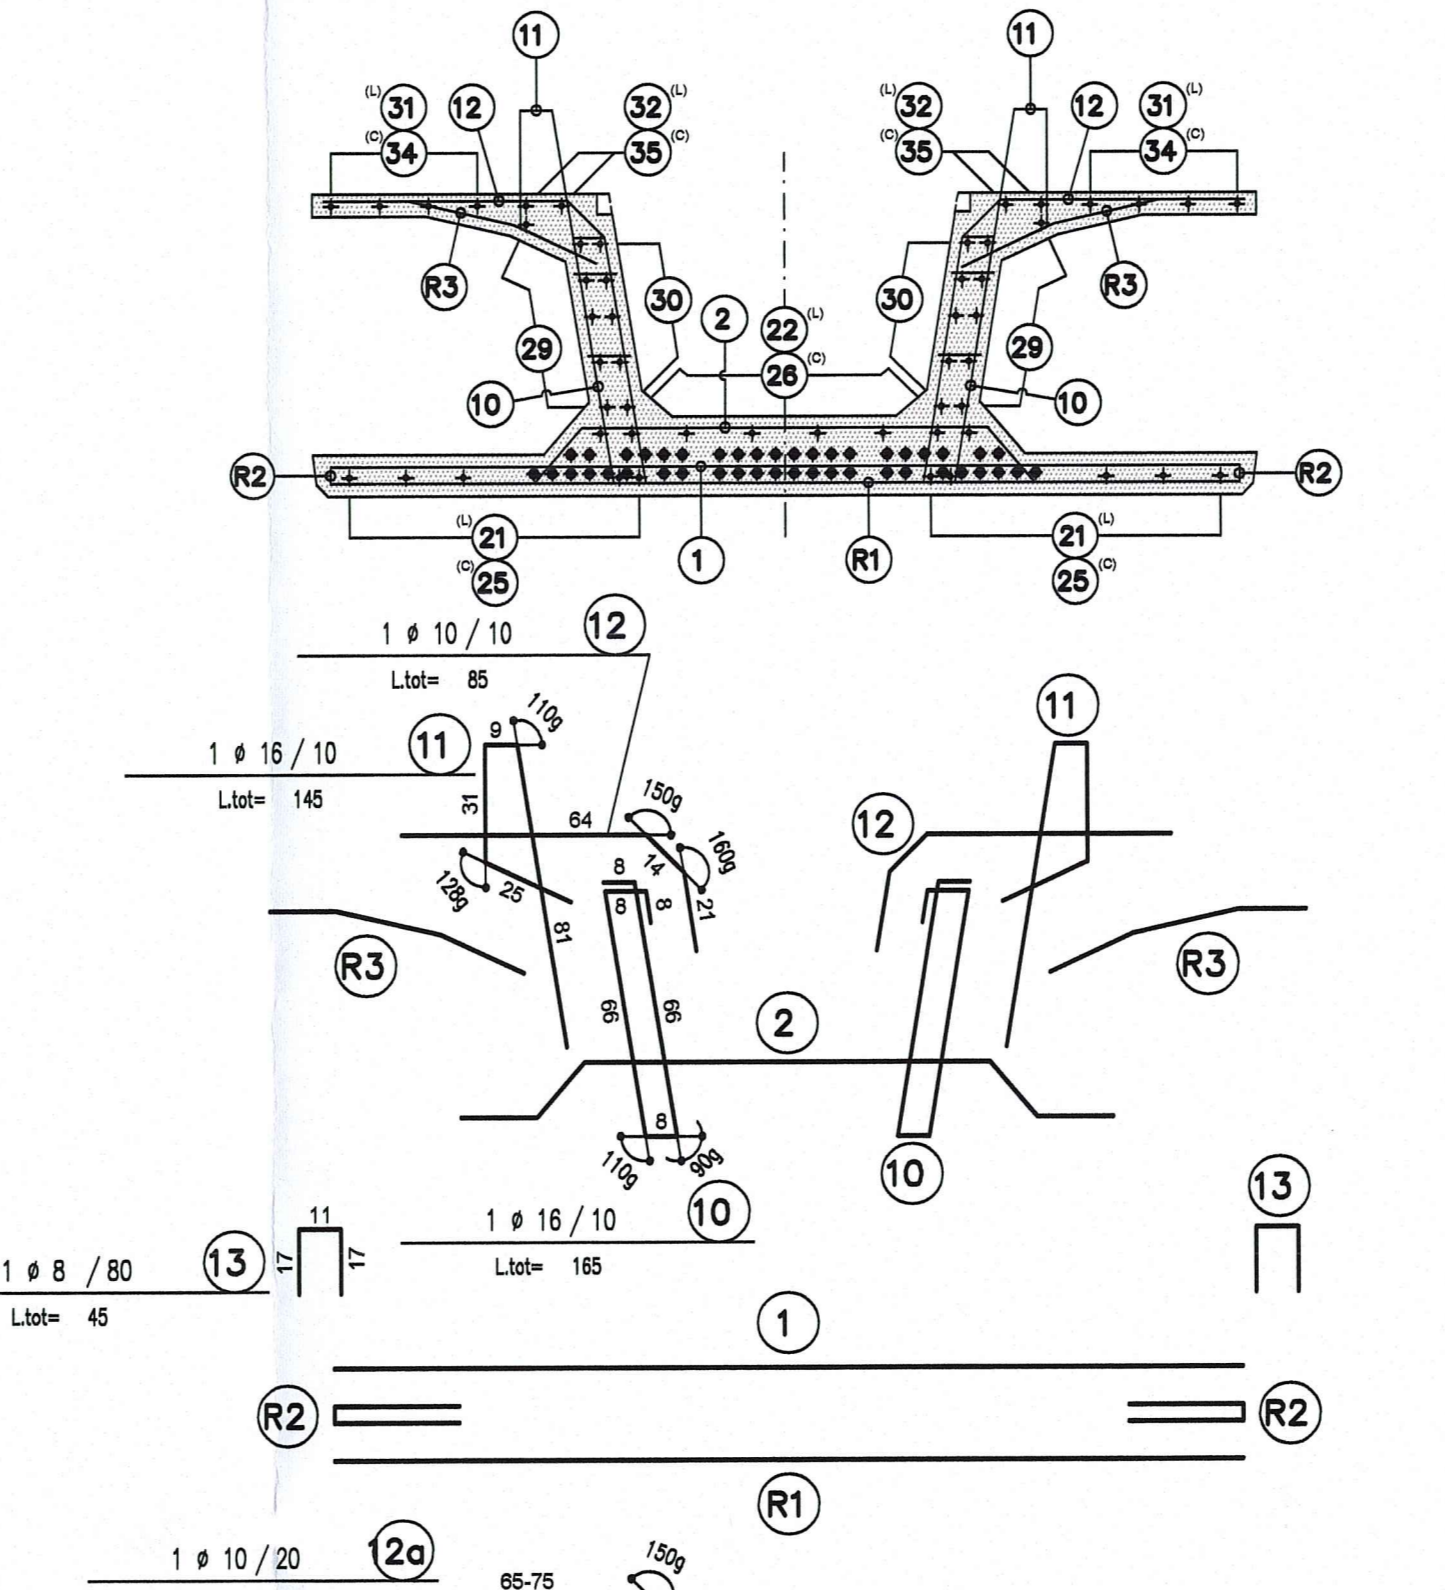 11 11
(L) 31 12 32 (L) (L) 32 12 31 (L)
(C) 34 35 (C) (C) 35 34 (C)
R3 30 2 22 (L) 30 R3
29 26 (C) 29
10 10
R2 R2
(L) 21 1 R1 21 (L)
(C) 25 25 (C)
1 ø 10 / 10 12
L.tot= 85
11
9 110g
1 ø 16 / 10 11
L.tot= 145
31 64 150g 12
160g
128g 25 8 14
8 8 21
81
R3 R3
66 66 2
8
110g 90g 10
13
11 1 ø 16 / 10 10
17 17 L.tot= 165
1 ø 8 / 80 13
L.tot= 45
1
R2 R2
R1
1 ø 10 / 20 12a
65-75 150g